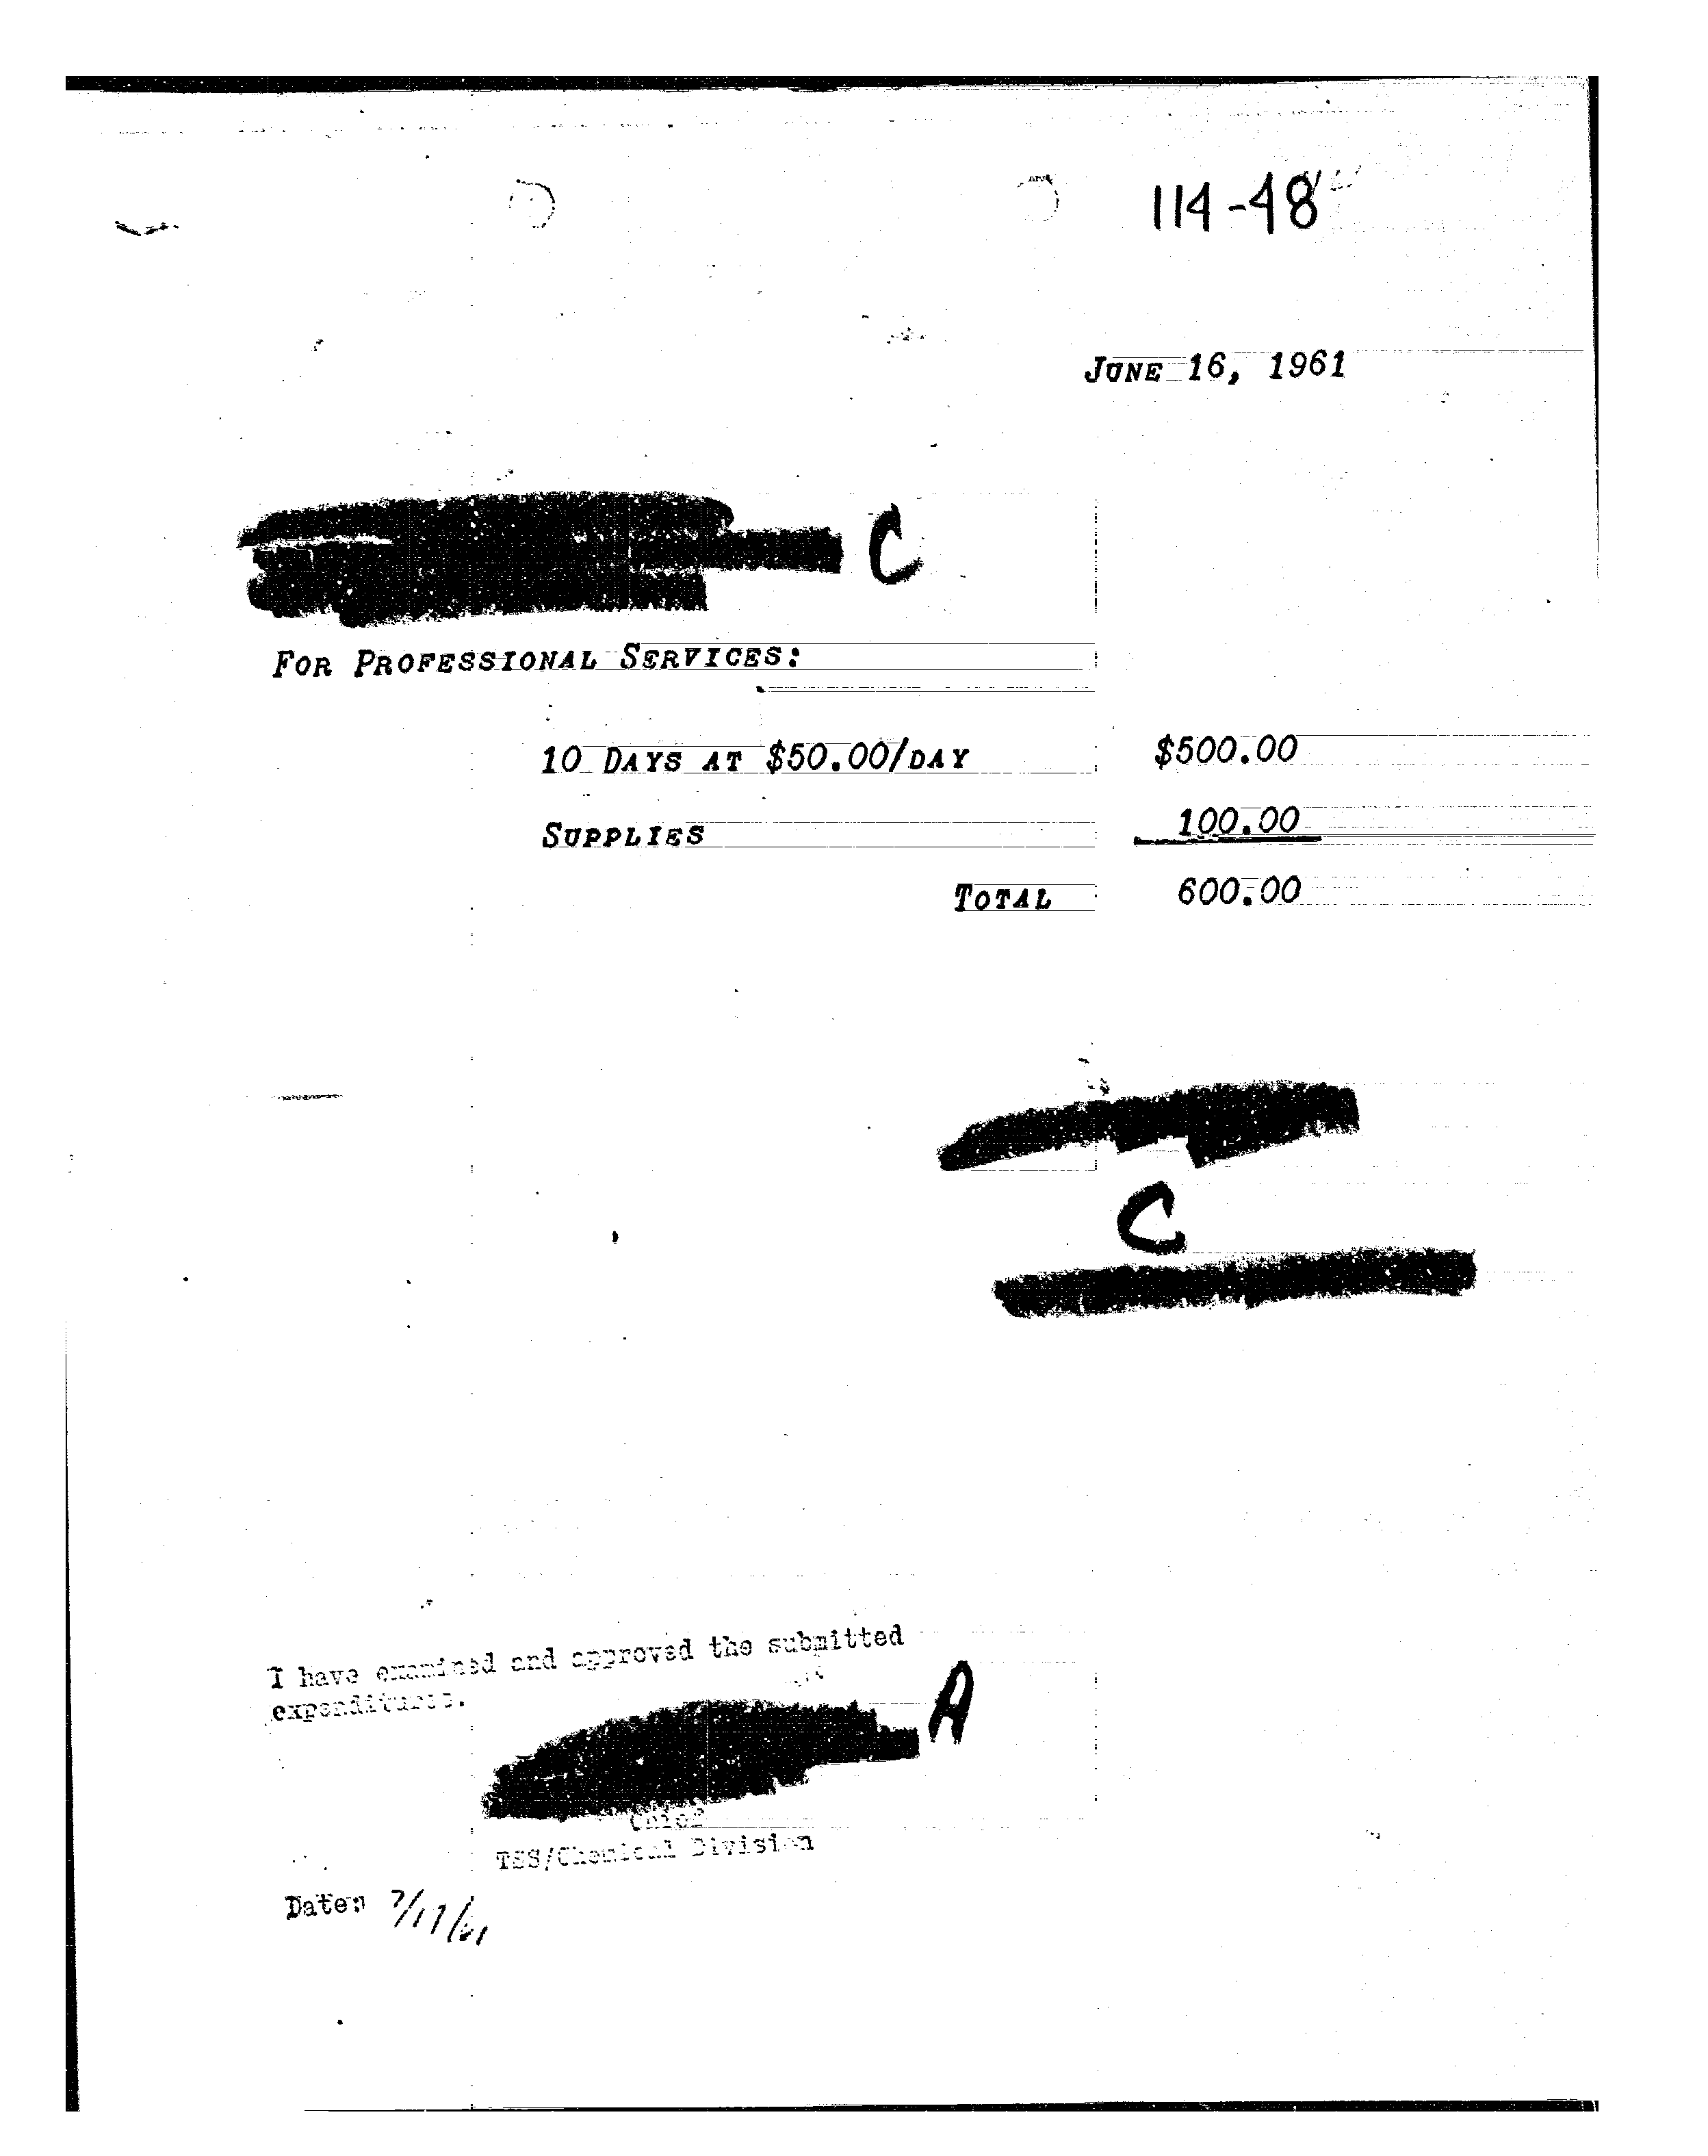 114-48
JUNE 16, 1961
C
FOR PROFESSIONAL SERVICES:
10 DAYS AT $50.00/DAY $500.00
SUPPLIES 100.00
TOTAL 600.00
C
I have examined and approved the submitted
expenditures.
A
Chief
TSS/Chemical Division
Date: 7/17/61